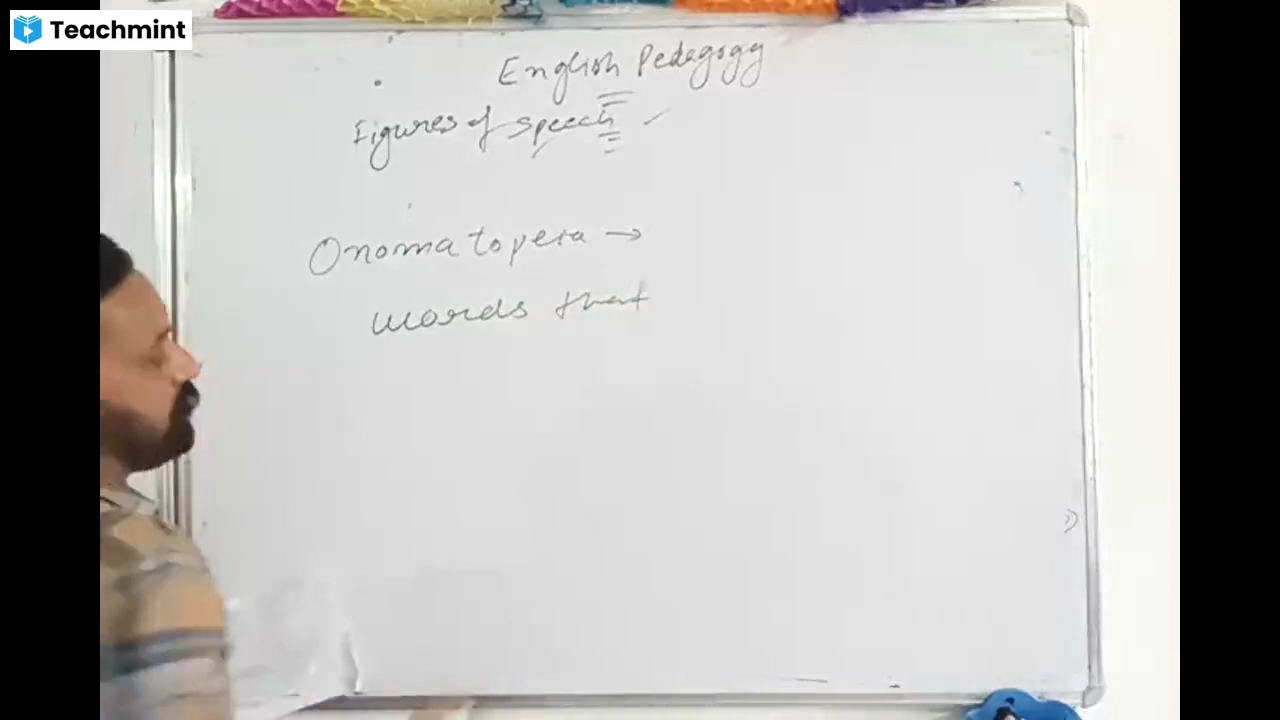 Teachmint
English Pedagogy
Figures of speech
Onomatopeia →
words that